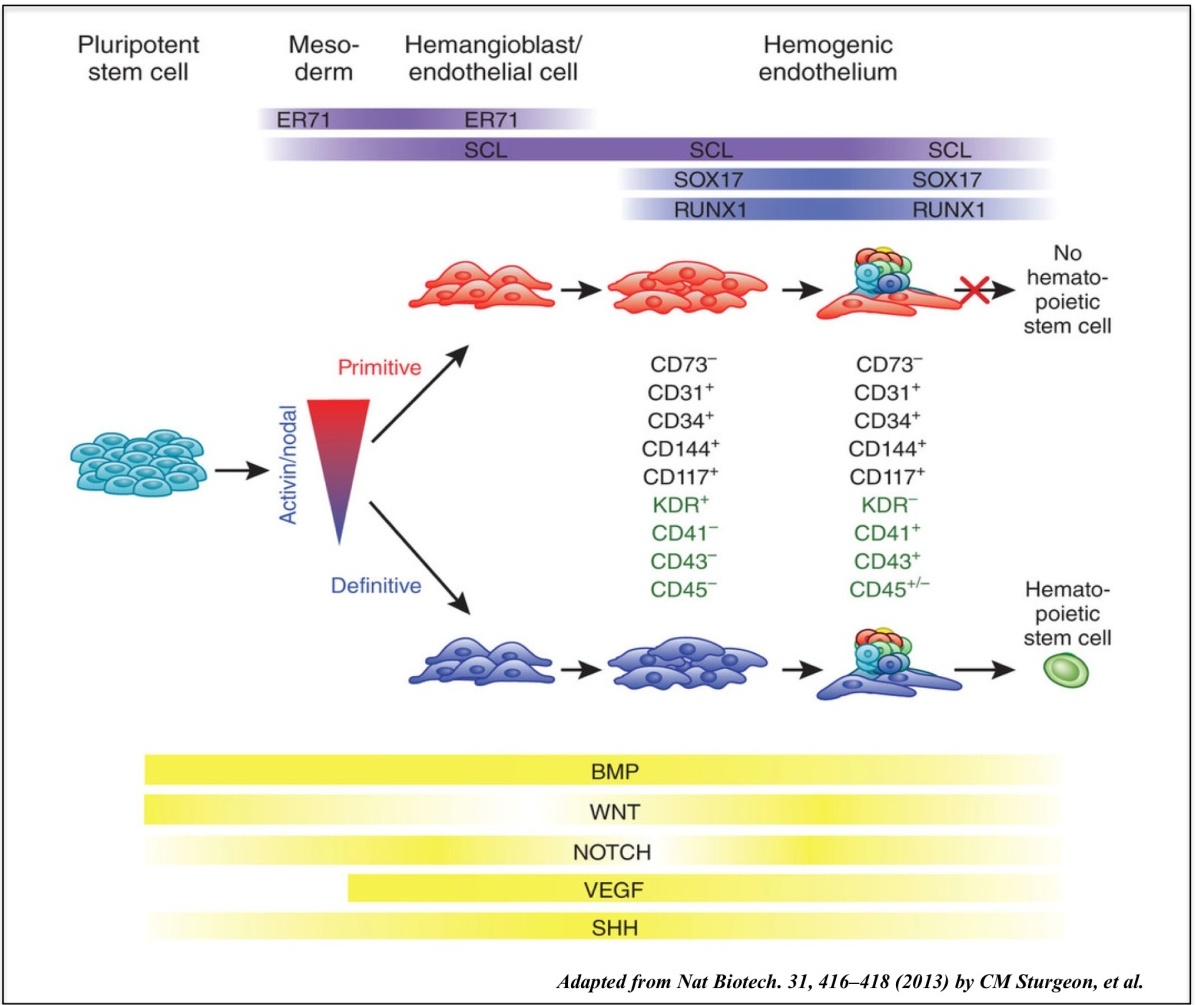 Pluripotent
stem cell
Meso-
derm
Hemangioblast/
endothelial cell
Hemogenic
endothelium
ER71 ER71
SCL SCL SCL
SOX17 SOX17
RUNX1 RUNX1
No
hemato-
poietic
stem cell
Primitive
Activin/nodal
Definitive
CD73⁻ CD73⁻
CD31⁺ CD31⁺
CD34⁺ CD34⁺
CD144⁺ CD144⁺
CD117⁺ CD117⁺
KDR⁺ KDR⁻
CD41⁻ CD41⁺
CD43⁻ CD43⁺
CD45⁻ CD45⁺/⁻
Hemato-
poietic
stem cell
BMP
WNT
NOTCH
VEGF
SHH
Adapted from Nat Biotech. 31, 416–418 (2013) by CM Sturgeon, et al.